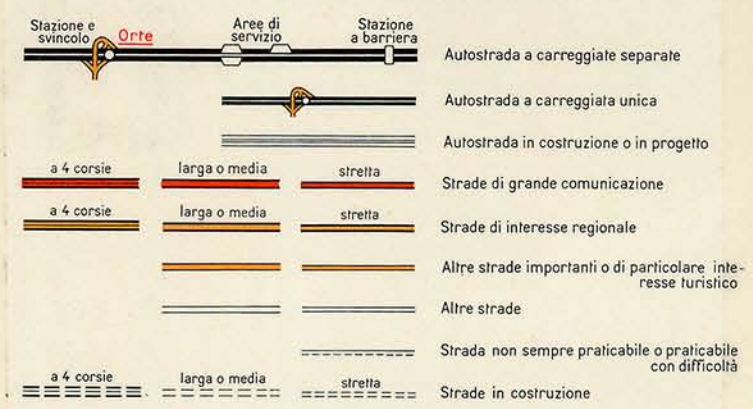 Stazione e
svincolo
Orte
Aree di
servizio
Stazione
a barriera
Autostrada a carreggiate separate
Autostrada a carreggiata unica
Autostrada in costruzione o in progetto
a 4 corsie
larga o media
stretta
Strade di grande comunicazione
a 4 corsie
larga o media
stretta
Strade di interesse regionale
Altre strade importanti o di particolare inte-
resse turistico
Altre strade
Strada non sempre praticabile o praticabile
con difficoltà
a 4 corsie
larga o media
stretta
Strade in costruzione